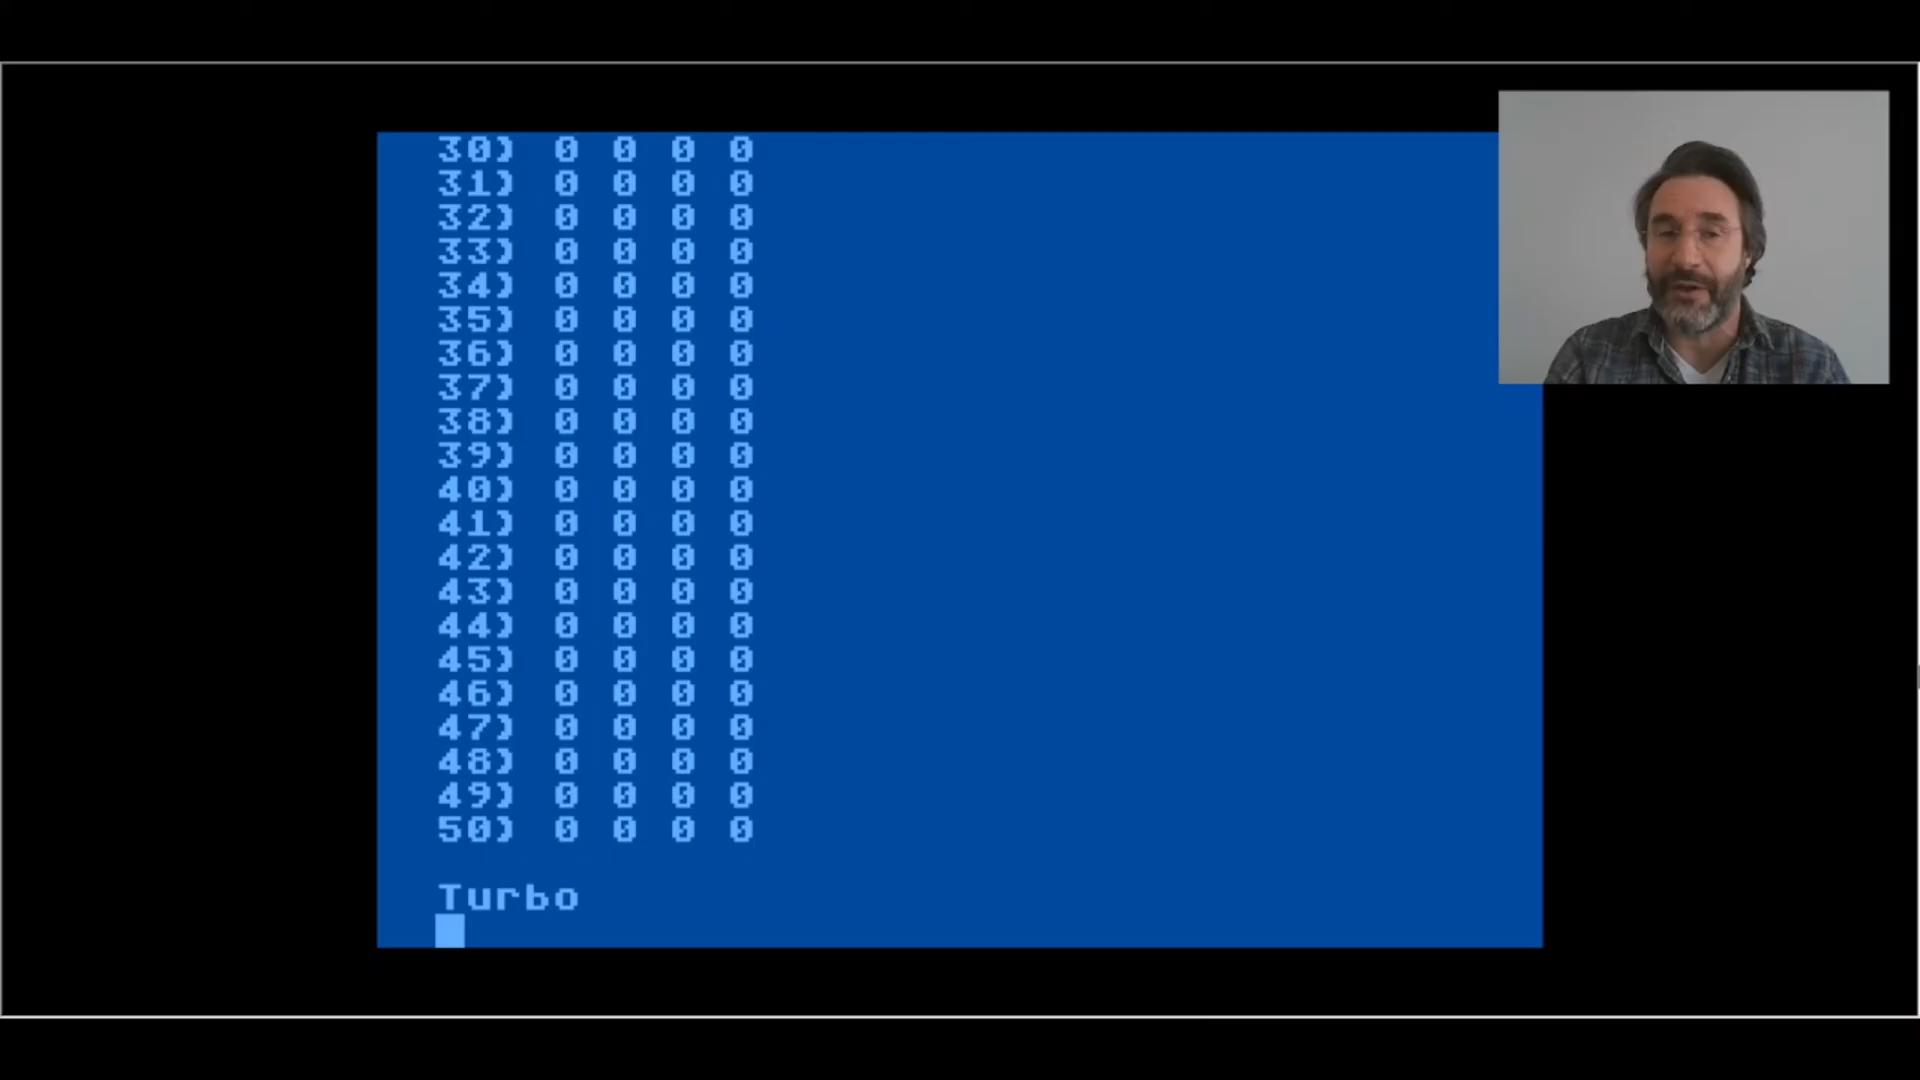 30) 0 0 0 0
31) 0 0 0 0
32) 0 0 0 0
33) 0 0 0 0
34) 0 0 0 0
35) 0 0 0 0
36) 0 0 0 0
37) 0 0 0 0
38) 0 0 0 0
39) 0 0 0 0
40) 0 0 0 0
41) 0 0 0 0
42) 0 0 0 0
43) 0 0 0 0
44) 0 0 0 0
45) 0 0 0 0
46) 0 0 0 0
47) 0 0 0 0
48) 0 0 0 0
49) 0 0 0 0
50) 0 0 0 0
Turbo